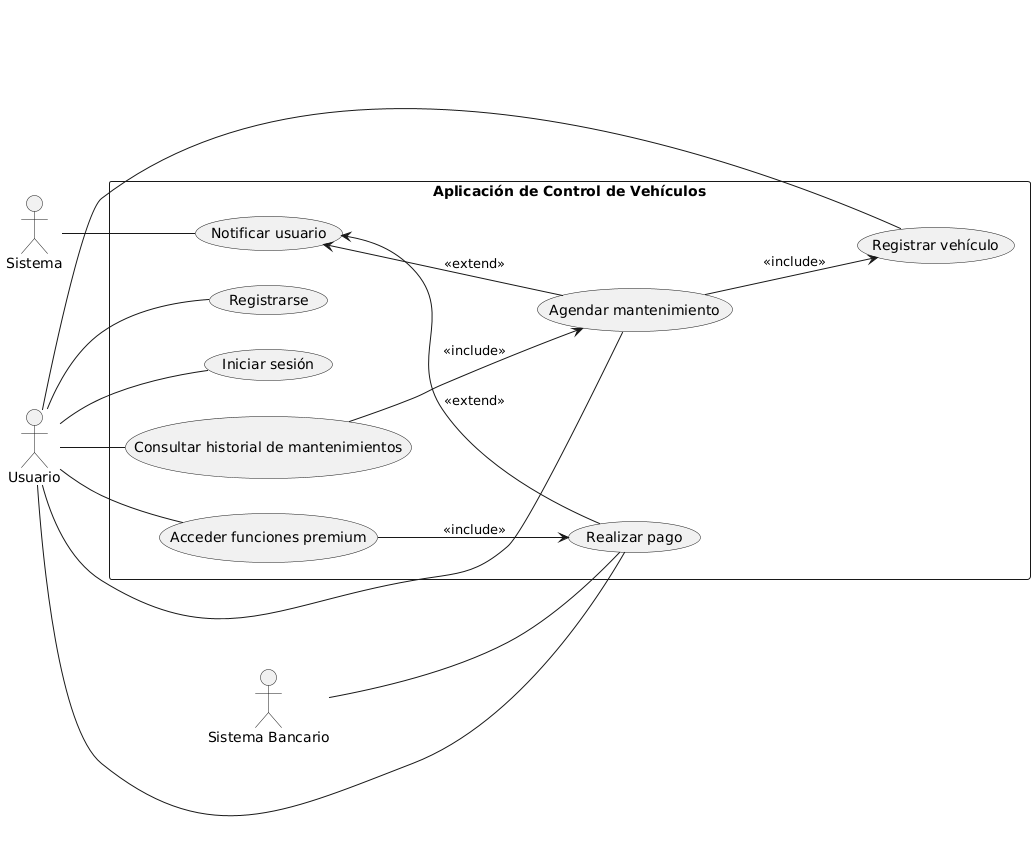 Aplicación de Control de Vehículos
Sistema
Notificar usuario
Registrar vehículo
«extend»
«include»
Registrarse
Agendar mantenimiento
«include»
Iniciar sesión
«extend»
Usuario
Consultar historial de mantenimientos
Acceder funciones premium
«include»
Realizar pago
Sistema Bancario